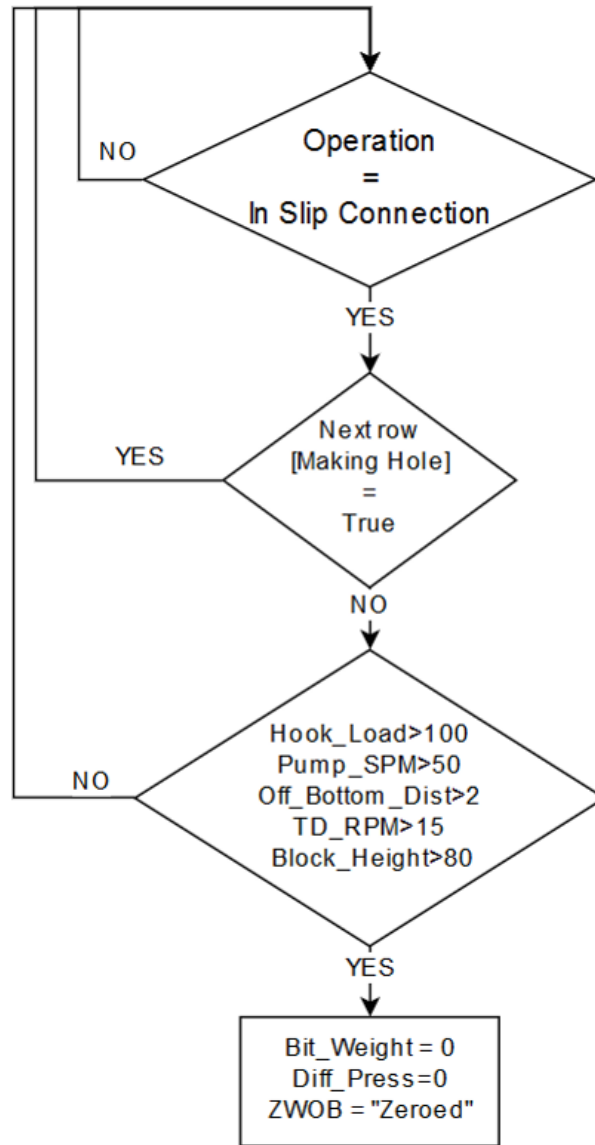 Operation
=
In Slip Connection
NO
YES
Next row
[Making Hole]
=
True
YES
NO
Hook_Load>100
Pump_SPM>50
Off_Bottom_Dist>2
TD_RPM>15
Block_Height>80
NO
YES
Bit_Weight = 0
Diff_Press=0
ZWOB = "Zeroed"